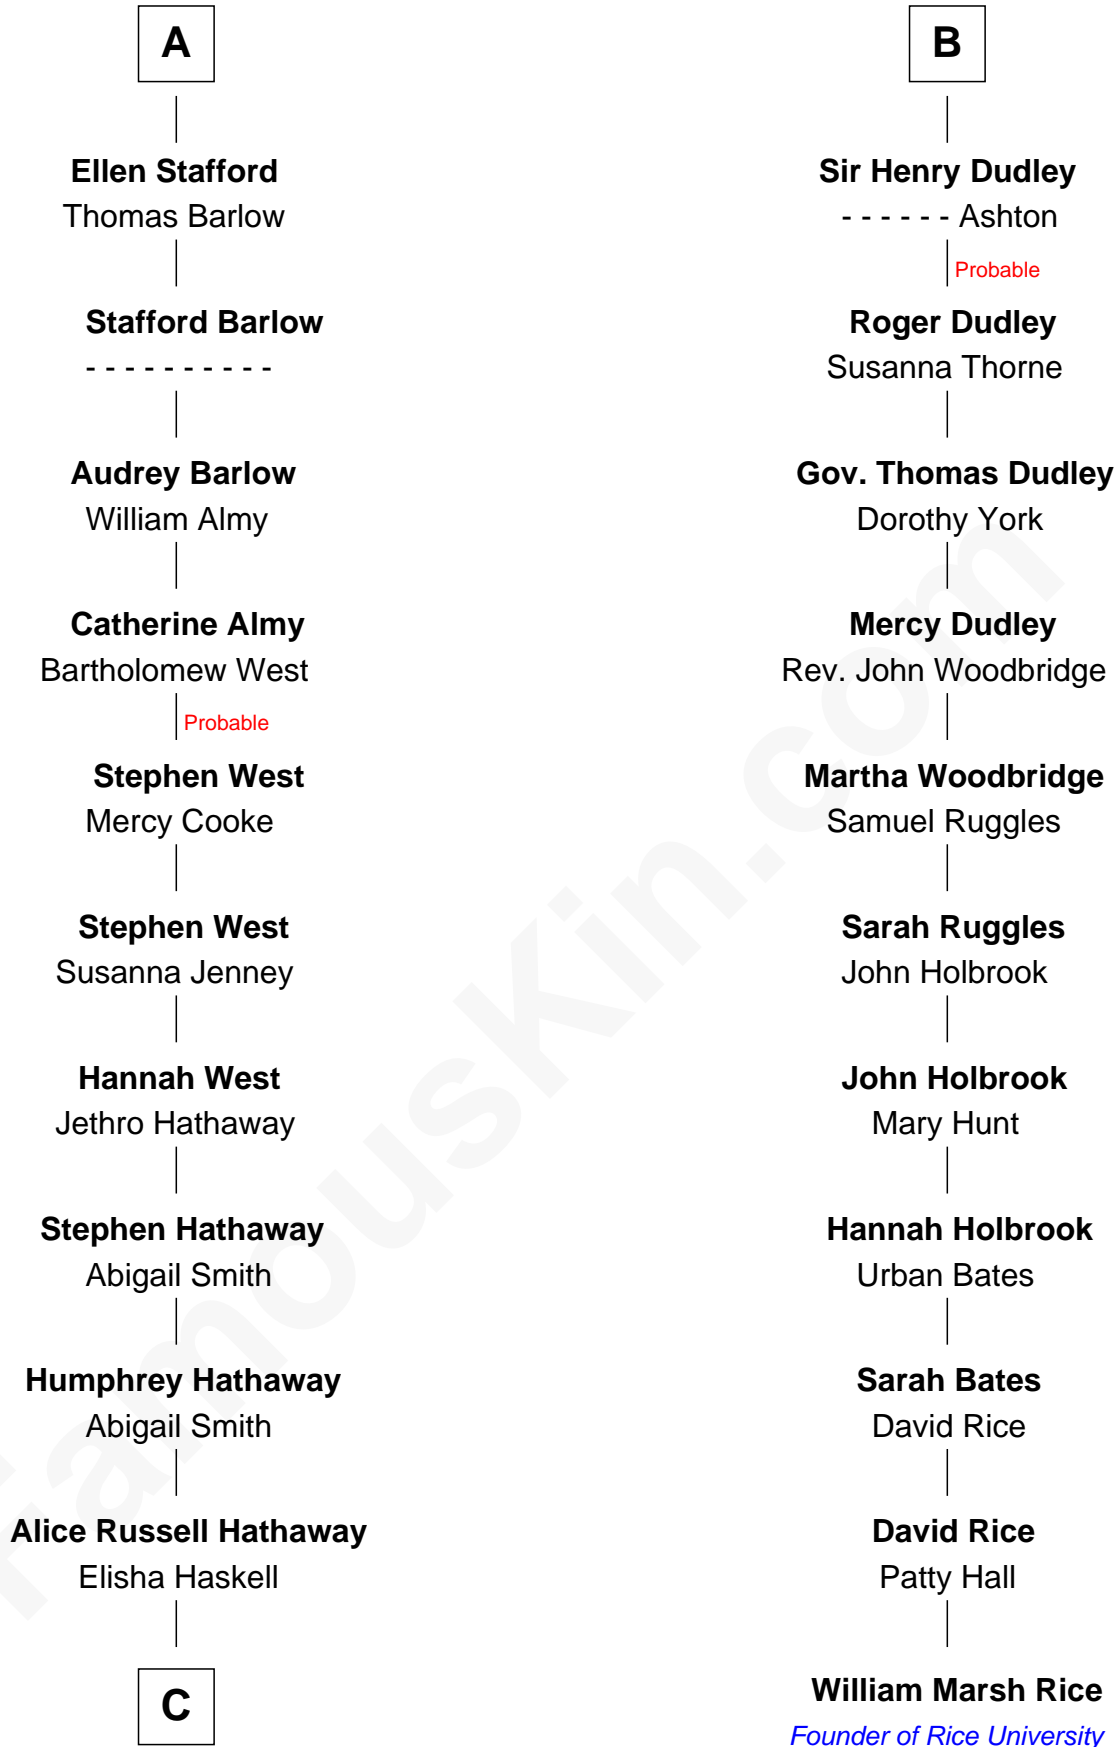 A
Ellen Stafford
Thomas Barlow
Stafford Barlow
- - - - - - - - - -
Audrey Barlow
William Almy
Catherine Almy
Bartholomew West
Probable
Stephen West
Mercy Cooke
Stephen West
Susanna Jenney
Hannah West
Jethro Hathaway
Stephen Hathaway
Abigail Smith
Humphrey Hathaway
Abigail Smith
Alice Russell Hathaway
Elisha Haskell
C
B
Sir Henry Dudley
- - - - - - Ashton
Probable
Roger Dudley
Susanna Thorne
Gov. Thomas Dudley
Dorothy York
Mercy Dudley
Rev. John Woodbridge
Martha Woodbridge
Samuel Ruggles
Sarah Ruggles
John Holbrook
John Holbrook
Mary Hunt
Hannah Holbrook
Urban Bates
Sarah Bates
David Rice
David Rice
Patty Hall
William Marsh Rice
Founder of Rice University
FamousKin.com